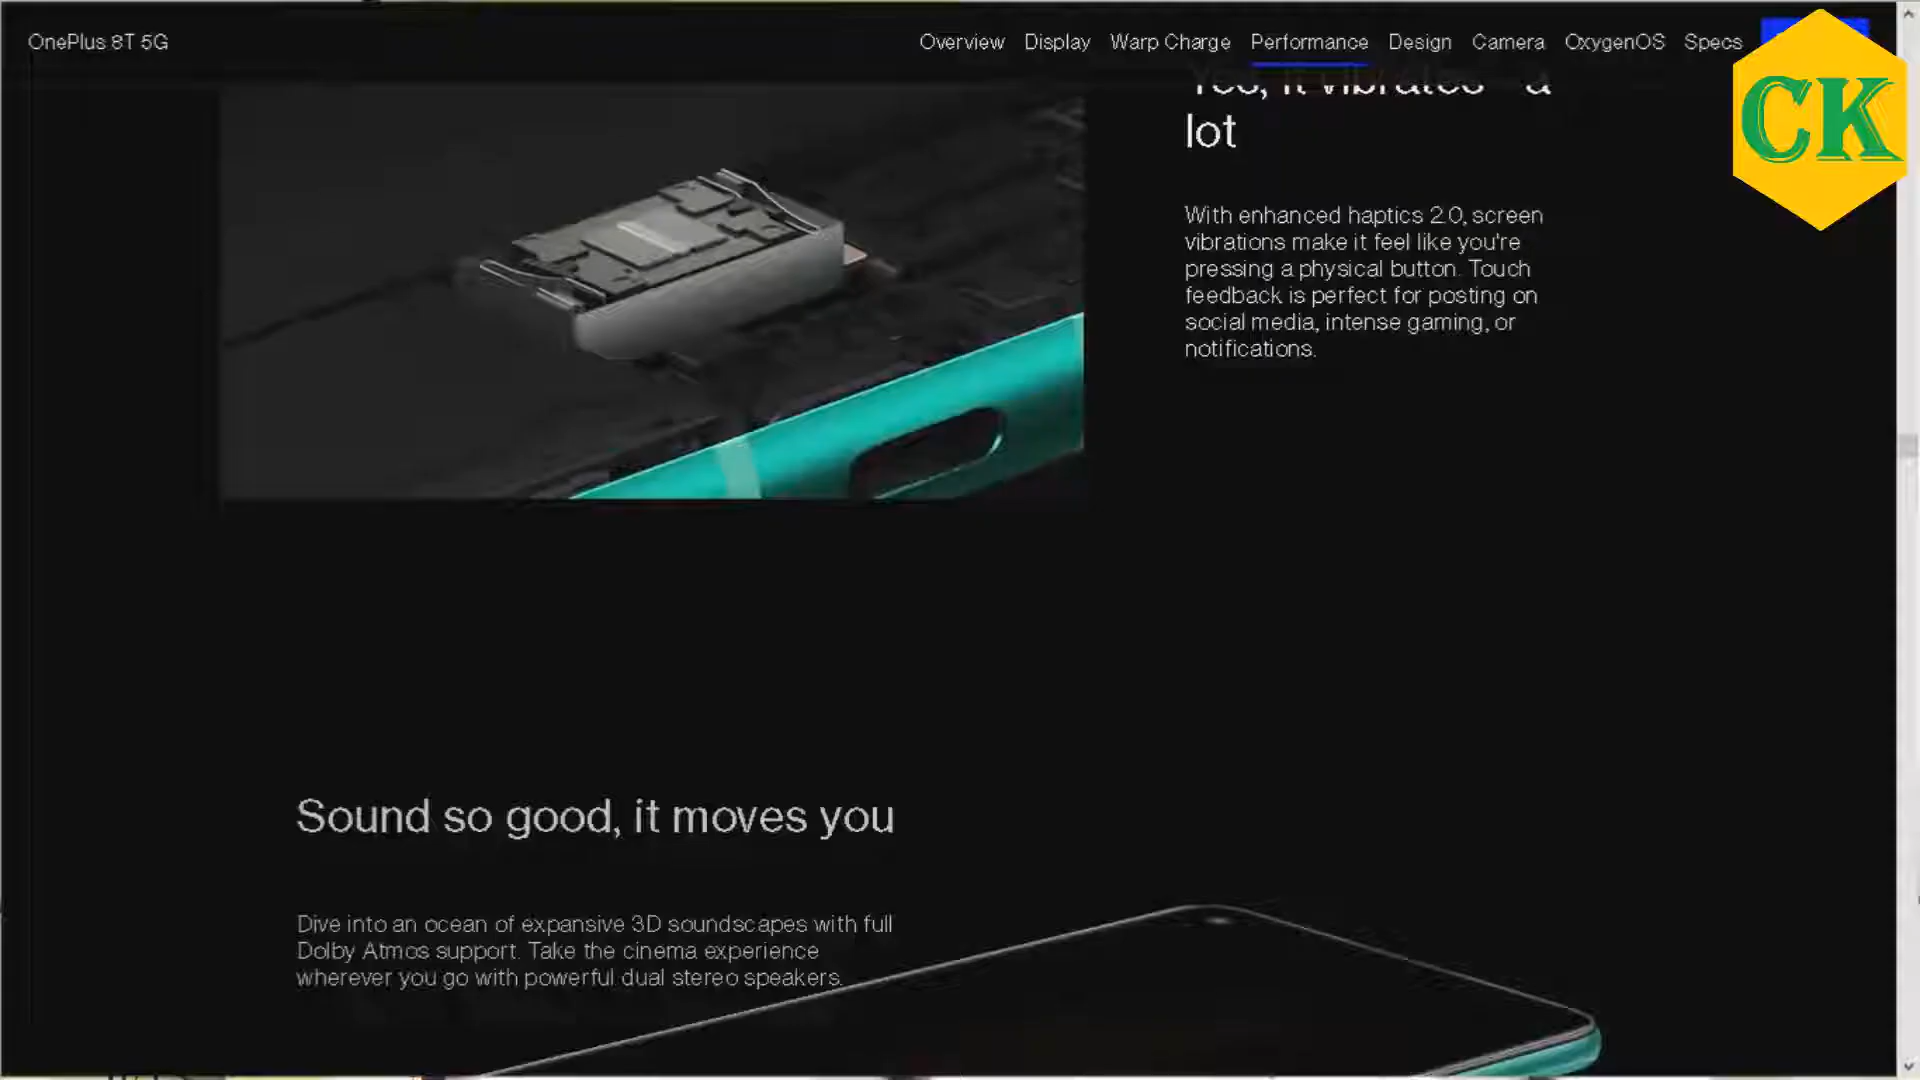 OnePlus 8T 5G
Overview Display Warp Charge Performance Design Camera OxygenOS Specs
CK
Yes, it vibrates a
lot
With enhanced haptics 2.0, screen
vibrations make it feel like you're
pressing a physical button. Touch
feedback is perfect for posting on
social media, intense gaming, or
notifications.
Sound so good, it moves you
Dive into an ocean of expansive 3D soundscapes with full
Dolby Atmos support. Take the cinema experience
wherever you go with powerful dual stereo speakers.